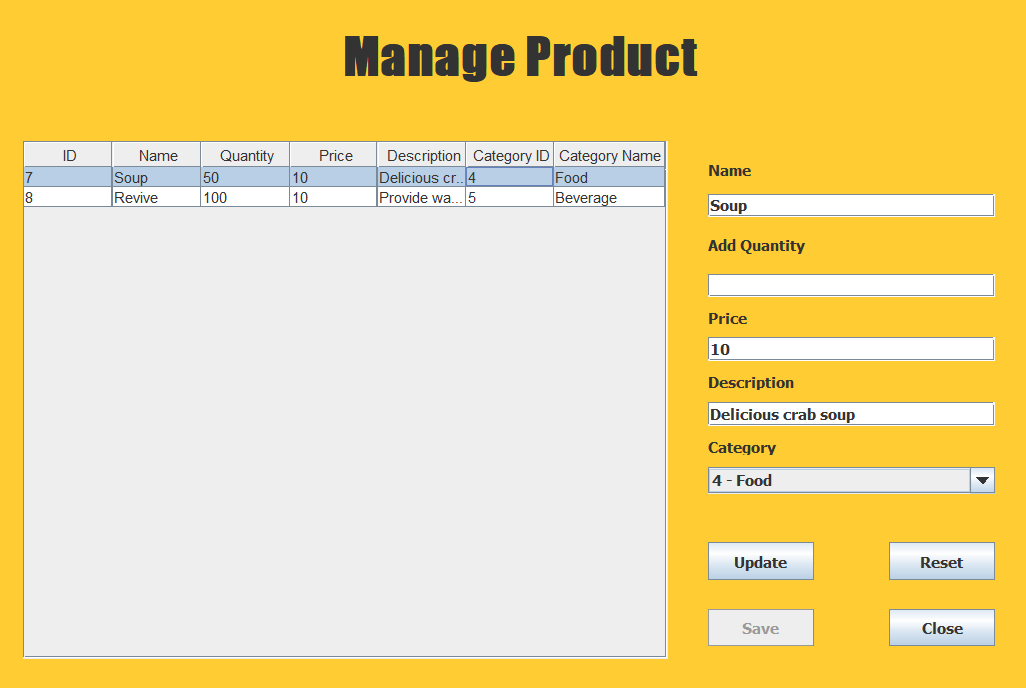 Manage Product
ID Name Quantity Price Description Category ID Category Name
7 Soup 50 10 Delicious cr... 4 Food
8 Revive 100 10 Provide wa... 5 Beverage
Name
Soup
Add Quantity
Price
10
Description
Delicious crab soup
Category
4 - Food
Update Reset
Save Close